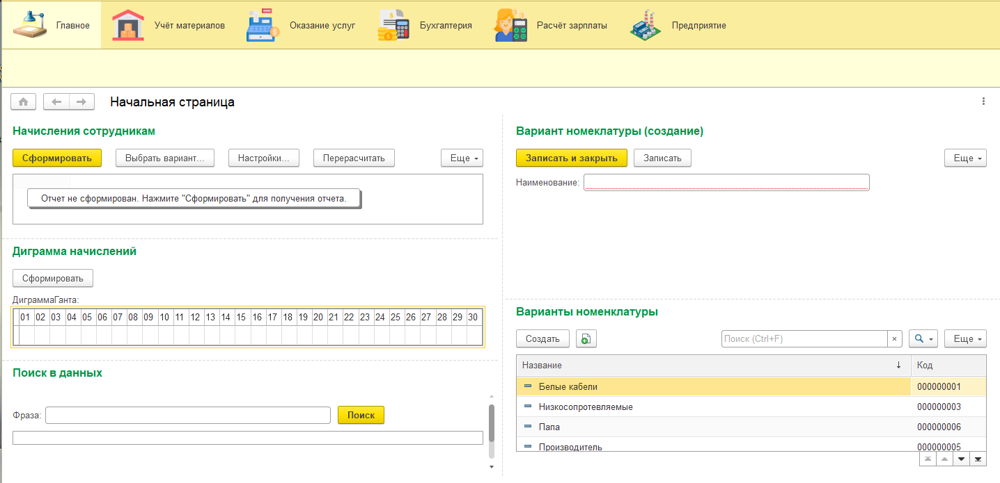 Главное
Учёт материалов
Оказание услуг
Бухгалтерия
Расчёт зарплаты
Предприятие
Начальная страница
Начисления сотрудникам
Сформировать
Выбрать вариант...
Настройки...
Перерасчитать
Еще
Отчет не сформирован. Нажмите "Сформировать" для получения отчета.
Диграмма начислений
Сформировать
ДиграммаГанта:
01 02 03 04 05 06 07 08 09 10 11 12 13 14 15 16 17 18 19 20 21 22 23 24 25 26 27 28 29 30
Поиск в данных
Фраза:
Поиск
Вариант номеклатуры (создание)
Записать и закрыть
Записать
Еще
Наименование:
Варианты номенклатуры
Создать
Поиск (Ctrl+F)
×
Еще
Название ↓ Код
Белые кабели 000000001
Низкосопротевляемые 000000003
Папа 000000006
Производитель 000000005